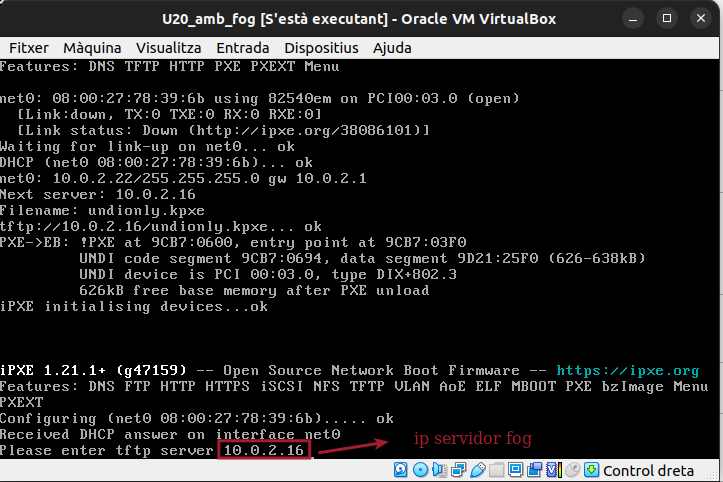 U20_amb_fog [S'està executant] - Oracle VM VirtualBox
Fitxer Màquina Visualitza Entrada Dispositius Ajuda
Features: DNS TFTP HTTP PXE PXEXT Menu
net0: 08:00:27:78:39:6b using 82540em on PCI00:03.0 (open)
[Link:down, TX:0 TXE:0 RX:0 RXE:0]
[Link status: Down (http://ipxe.org/38086101)]
Waiting for link-up on net0... ok
DHCP (net0 08:00:27:78:39:6b)... ok
net0: 10.0.2.22/255.255.255.0 gw 10.0.2.1
Next server: 10.0.2.16
Filename: undionly.kpxe
tftp://10.0.2.16/undionly.kpxe... ok
PXE->EB: !PXE at 9CB7:0600, entry point at 9CB7:03F0
UNDI code segment 9CB7:0694, data segment 9D21:25F0 (626-638kB)
UNDI device is PCI 00:03.0, type DIX+802.3
626kB free base memory after PXE unload
iPXE initialising devices...ok
iPXE 1.21.1+ (g47159) -- Open Source Network Boot Firmware -- https://ipxe.org
Features: DNS FTP HTTP HTTPS iSCSI NFS TFTP VLAN AoE ELF MBOOT PXE bzImage Menu
PXEXT
Configuring (net0 08:00:27:78:39:6b)..... ok
Received DHCP answer on interface net0
Please enter tftp server 10.0.2.16
ip servidor fog
Control dreta